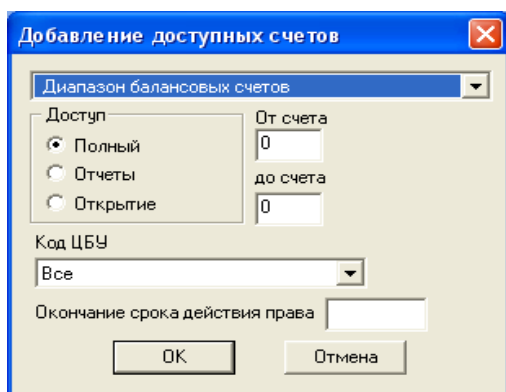 Добавление доступных счетов
Диапазон балансовых счетов
Доступ
Полный
Отчеты
Открытие
От счета
0
до счета
0
Код ЦБУ
Все
Окончание срока действия права
OK
Отмена